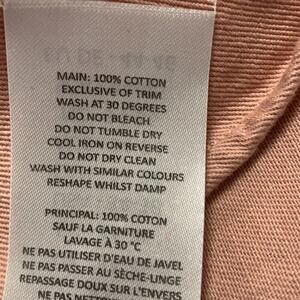 MAIN: 100% COTTON
EXCLUSIVE OF TRIM
WASH AT 30 DEGREES
DO NOT BLEACH
DO NOT TUMBLE DRY
COOL IRON ON REVERSE
DO NOT DRY CLEAN
WASH WITH SIMILAR COLOURS
RESHAPE WHILST DAMP
PRINCIPAL: 100% COTON
SAUF LA GARNITURE
LAVAGE À 30 °C
NE PAS UTILISER D'EAU DE JAVEL
NE PAS PASSER AU SÈCHE-LINGE
REPASSAGE DOUX SUR L'ENVERS
NE PAS